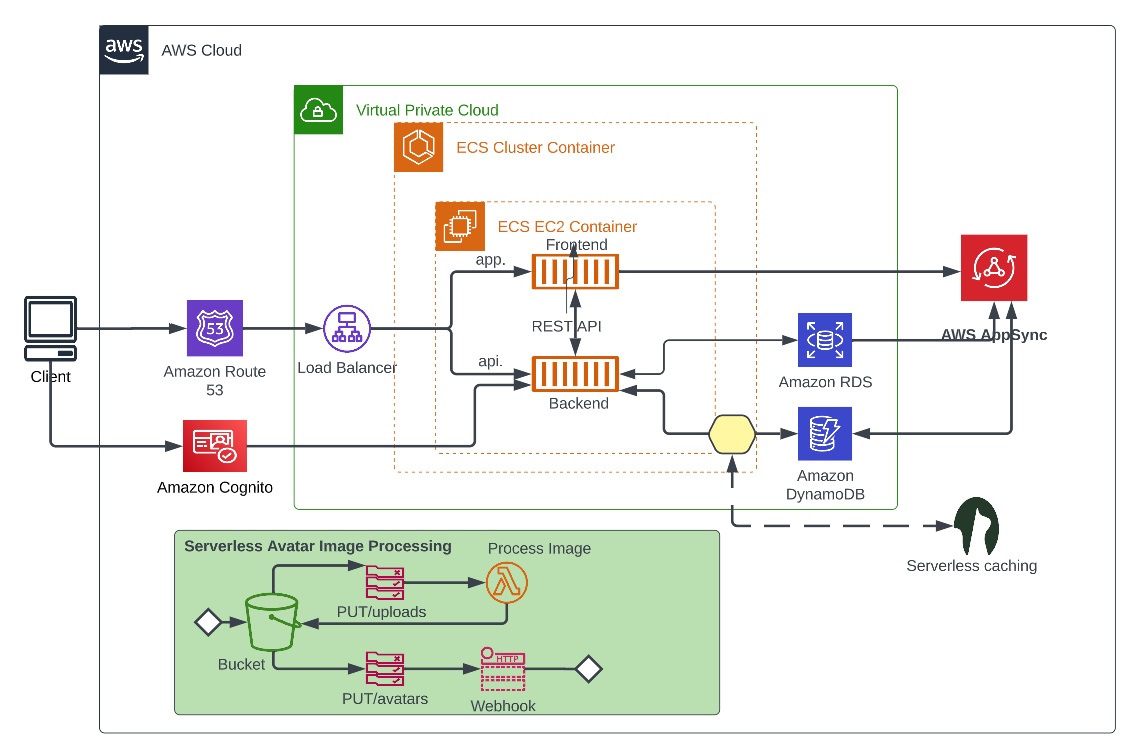 aws
AWS Cloud
Virtual Private Cloud
ECS Cluster Container
ECS EC2 Container
Frontend
app.
REST API
api.
Backend
Client
53
Amazon Route
53
Load Balancer
Amazon Cognito
Amazon RDS
Amazon
DynamoDB
AWS AppSync
Serverless caching
Serverless Avatar Image Processing
Process Image
PUT/uploads
Bucket
PUT/avatars
HTTP
Webhook